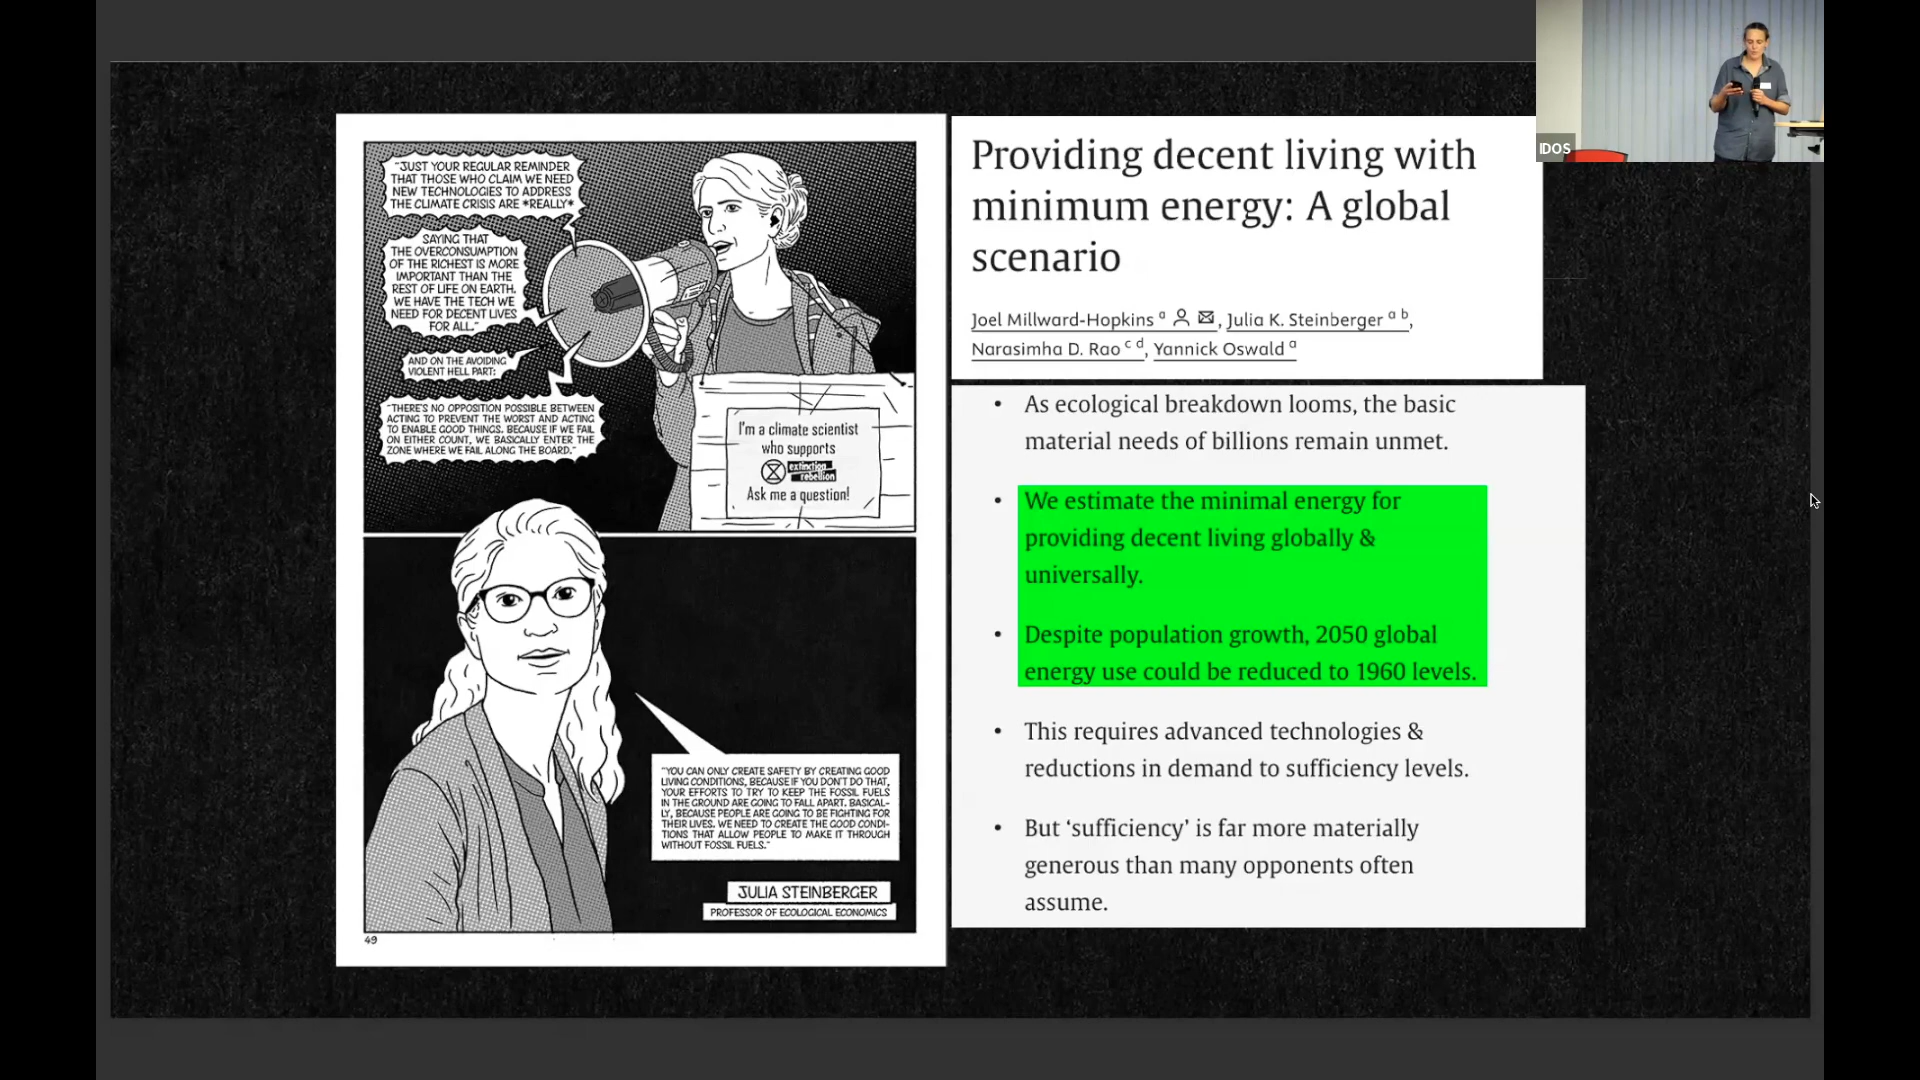 "JUST YOUR REGULAR REMINDER
THAT THOSE WHO CLAIM WE NEED
NEW TECHNOLOGIES TO ADDRESS
THE CLIMATE CRISIS ARE *REALLY*
SAYING THAT
THE OVERCONSUMPTION
OF THE RICHEST IS MORE
IMPORTANT THAN THE
REST OF LIFE ON EARTH.
WE HAVE THE TECH WE
NEED FOR DECENT LIVES
FOR ALL."
AND ON THE AVOIDING
VIOLENT HELL PART:
"THERE'S NO OPPOSITION POSSIBLE BETWEEN
ACTING TO PREVENT THE WORST AND ACTING
TO ENABLE GOOD THINGS. BECAUSE IF WE FAIL
ON EITHER COUNT, WE BASICALLY ENTER THE
ZONE WHERE WE FAIL ALONG THE BOARD."
I'm a climate scientist
who supports
extinction
rebellion
Ask me a question!
"YOU CAN ONLY CREATE SAFETY BY CREATING GOOD
LIVING CONDITIONS, BECAUSE IF YOU DON'T DO THAT,
YOUR EFFORTS TO TRY TO KEEP THE FOSSIL FUELS
IN THE GROUND ARE GOING TO FALL APART. BASICAL-
LY, BECAUSE PEOPLE ARE GOING TO BE FIGHTING FOR
THEIR LIVES. WE NEED TO CREATE THE GOOD CONDI-
TIONS THAT ALLOW PEOPLE TO MAKE IT THROUGH
WITHOUT FOSSIL FUELS."
JULIA STEINBERGER
PROFESSOR OF ECOLOGICAL ECONOMICS
49
Providing decent living with
minimum energy: A global
scenario
Joel Millward-Hopkins a, Julia K. Steinberger a b,
Narasimha D. Rao c d, Yannick Oswald a
• As ecological breakdown looms, the basic
material needs of billions remain unmet.
• We estimate the minimal energy for
providing decent living globally &
universally.
• Despite population growth, 2050 global
energy use could be reduced to 1960 levels.
• This requires advanced technologies &
reductions in demand to sufficiency levels.
• But ‘sufficiency’ is far more materially
generous than many opponents often
assume.
IDOS